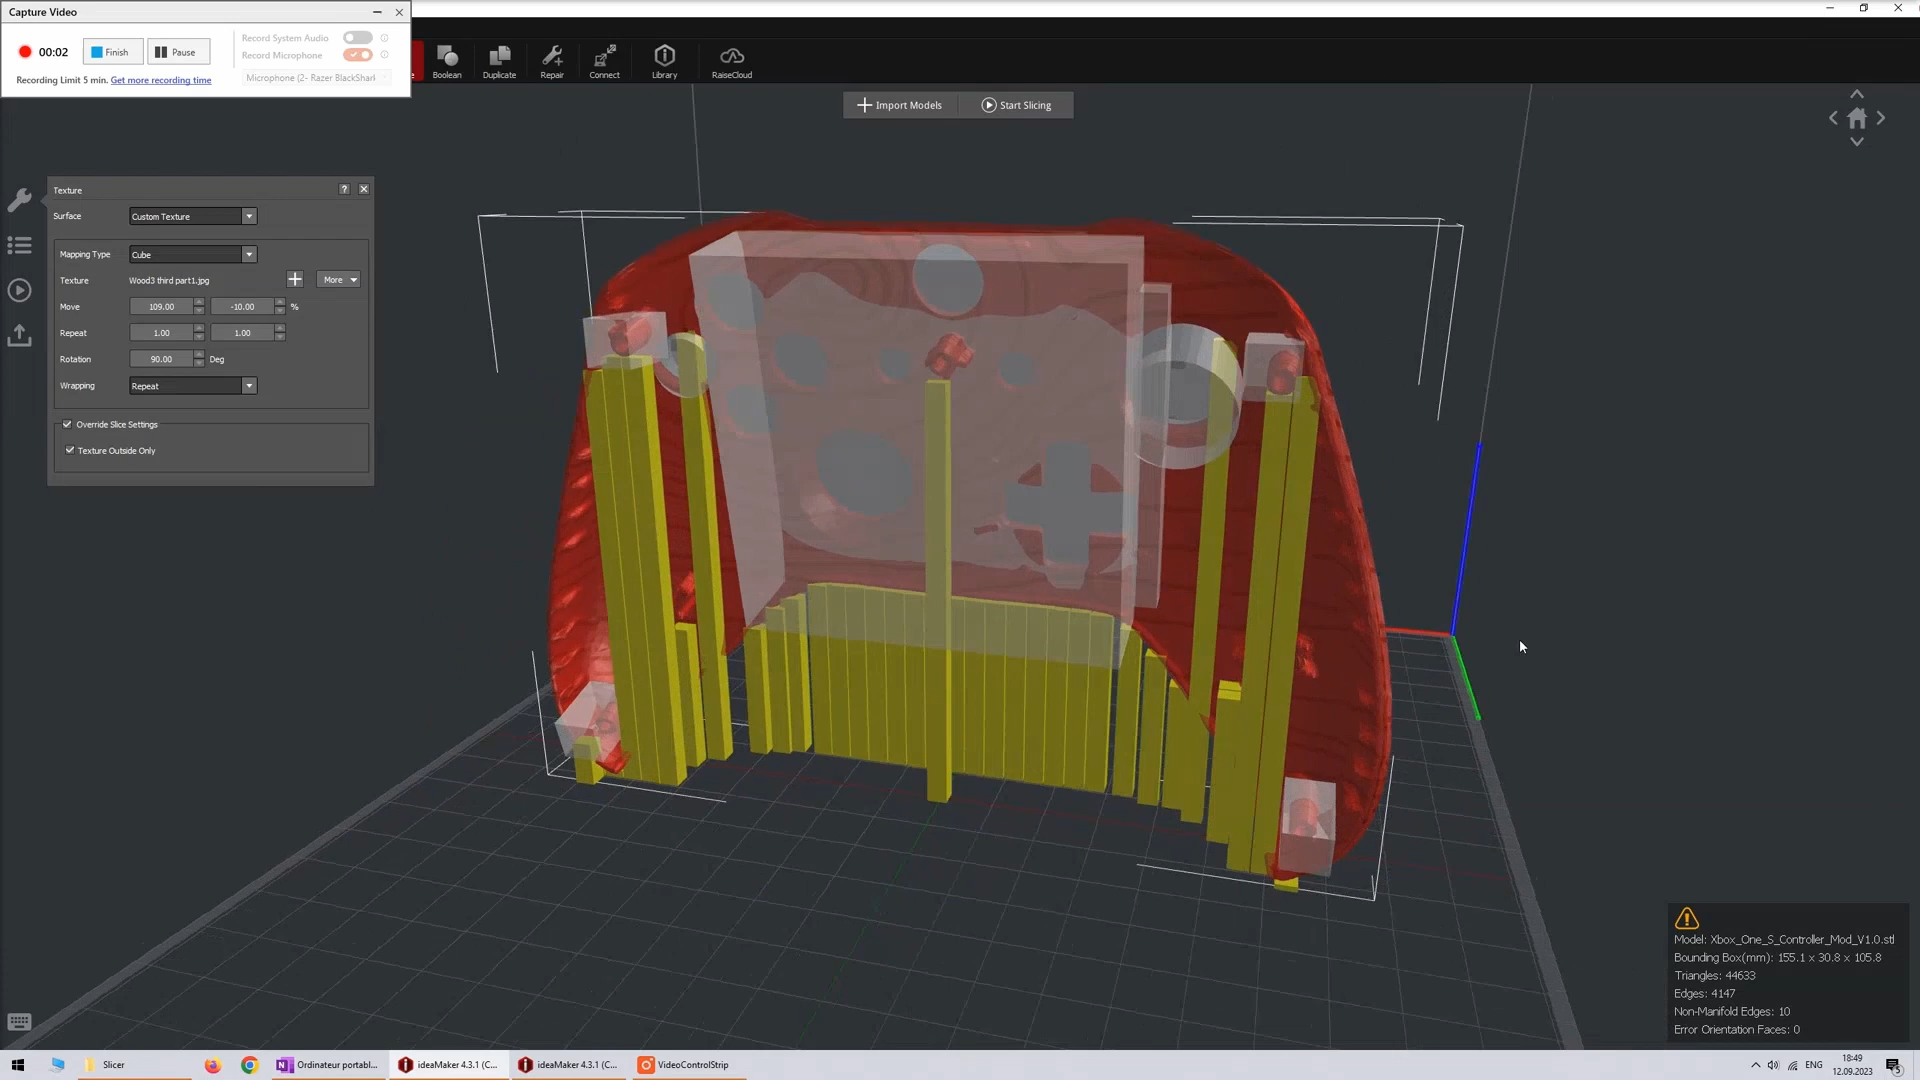 Capture Video
00:02
Finish
Pause
Record System Audio
Record Microphone
Microphone (2- Razer BlackShark
Recording Limit 5 min. Get more recording time
Boolean
Duplicate
Repair
Connect
Library
RaiseCloud
Import Models
Start Slicing
Texture
?
Surface
Custom Texture
Mapping Type
Cube
Texture
Wood3 third part1.jpg
More
Move
109.00
-10.00
%
Repeat
1.00
1.00
Rotation
90.00
Deg
Wrapping
Repeat
Override Slice Settings
Texture Outside Only
Model: Xbox_One_S_Controller_Mod_V1.0.stl
Bounding Box(mm): 155.1 x 30.8 x 105.8
Triangles: 44633
Edges: 4147
Non-Manifold Edges: 10
Error Orientation Faces: 0
Slicer
Ordinateur portabl...
ideaMaker 4.3.1 (C...
ideaMaker 4.3.1 (C...
VideoControlStrip
ENG
18:49
12.09.2023
5